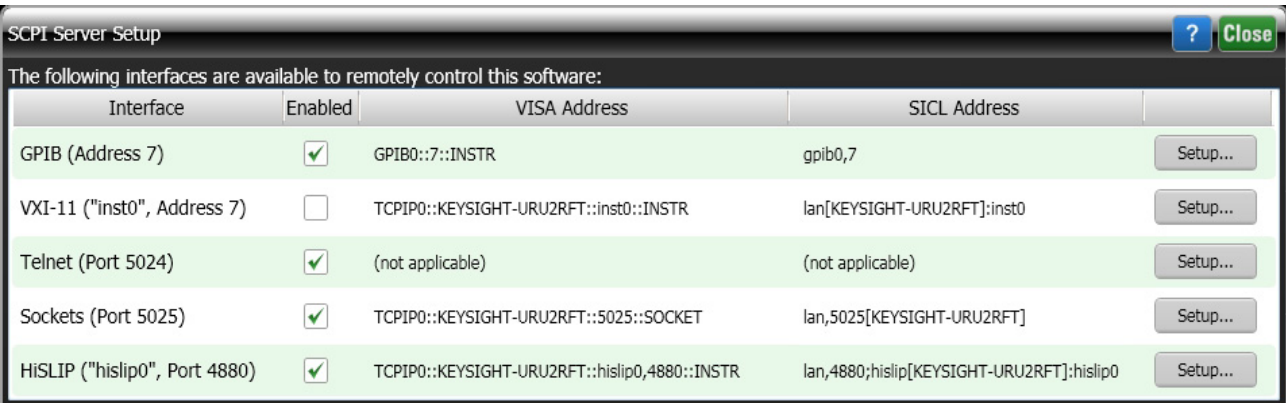 SCPI Server Setup ? Close
The following interfaces are available to remotely control this software:
Interface Enabled VISA Address SICL Address
GPIB (Address 7) GPIB0::7::INSTR gpib0,7 Setup...
VXI-11 ("inst0", Address 7) TCPIP0::KEYSIGHT-URU2RFT::inst0::INSTR lan[KEYSIGHT-URU2RFT]:inst0 Setup...
Telnet (Port 5024) (not applicable) (not applicable) Setup...
Sockets (Port 5025) TCPIP0::KEYSIGHT-URU2RFT::5025::SOCKET lan,5025[KEYSIGHT-URU2RFT] Setup...
HiSLIP ("hislip0", Port 4880) TCPIP0::KEYSIGHT-URU2RFT::hislip0,4880::INSTR lan,4880;hislip[KEYSIGHT-URU2RFT]:hislip0 Setup...